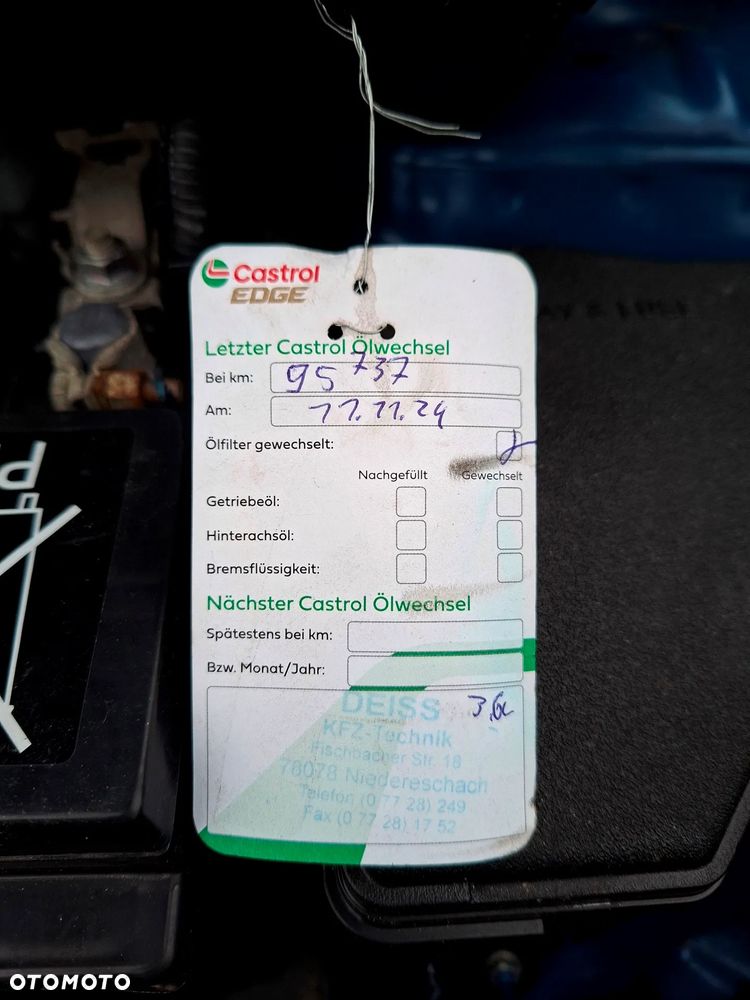 Castrol
EDGE
Letzter Castrol Ölwechsel
Bei km: 95 737
Am: 11.11.24
Ölfilter gewechselt:
Nachgefüllt Gewechselt
Getriebeöl:
Hinterachsöl:
Bremsflüssigkeit:
Nächster Castrol Ölwechsel
Spätestens bei km:
Bzw. Monat/Jahr:
DEISS
KFZ-Technik
Fischbacher Str. 18
78078 Niedereschach
Telefon (0 77 28) 249
Fax (0 77 28) 17 52
OTOMOTO